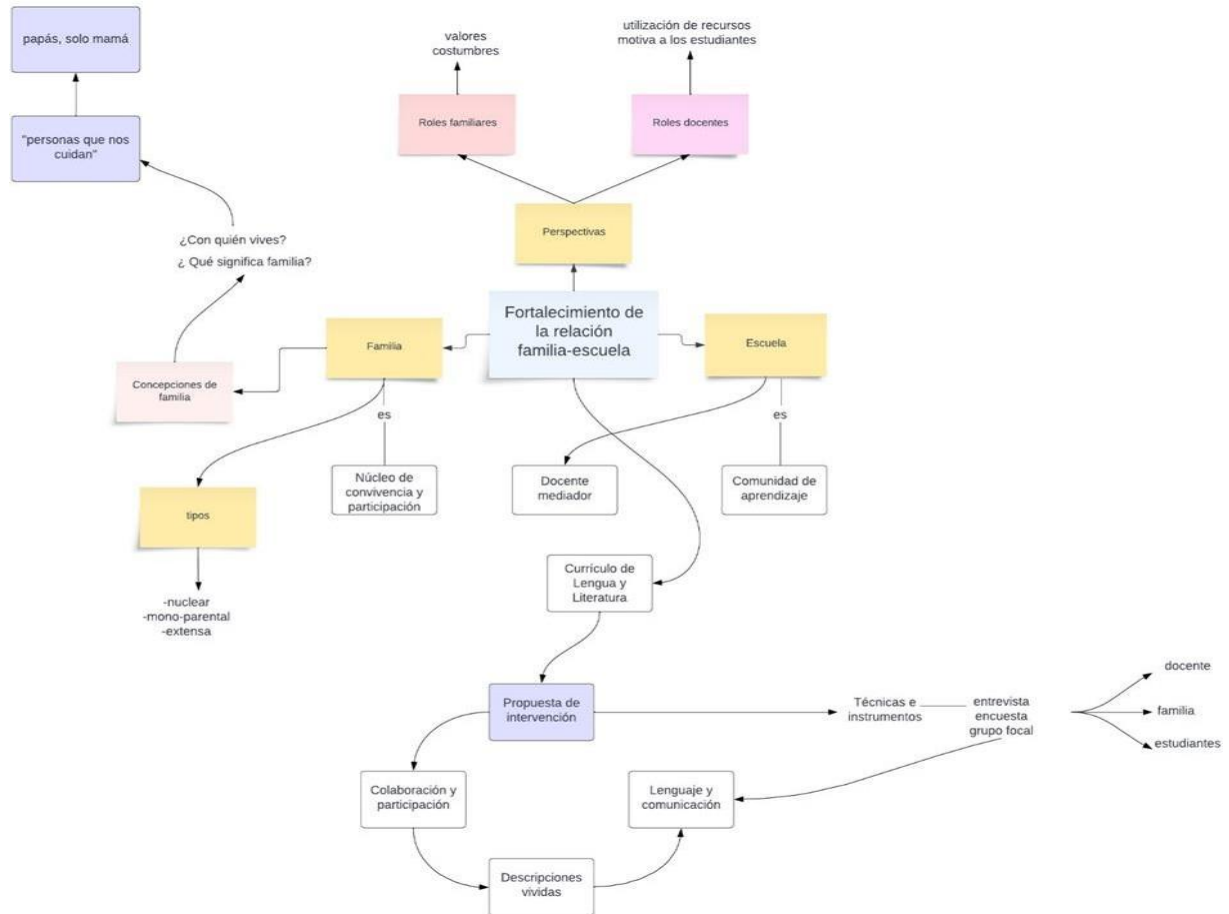 papás, solo mamá
"personas que nos
cuidan"
valores
costumbres
utilización de recursos
motiva a los estudiantes
Roles familiares
Roles docentes
Perspectivas
¿Con quién vives?
¿ Qué significa familia?
Fortalecimiento de
la relación
familia-escuela
Familia
Escuela
Concepciones de
familia
es
es
Núcleo de
convivencia y
participación
Docente
mediador
Comunidad de
aprendizaje
tipos
-nuclear
-mono-parental
-extensa
Currículo de
Lengua y
Literatura
Propuesta de
intervención
Técnicas e
instrumentos
entrevista
encuesta
grupo focal
docente
familia
estudiantes
Colaboración y
participación
Lenguaje y
comunicación
Descripciones
vividas